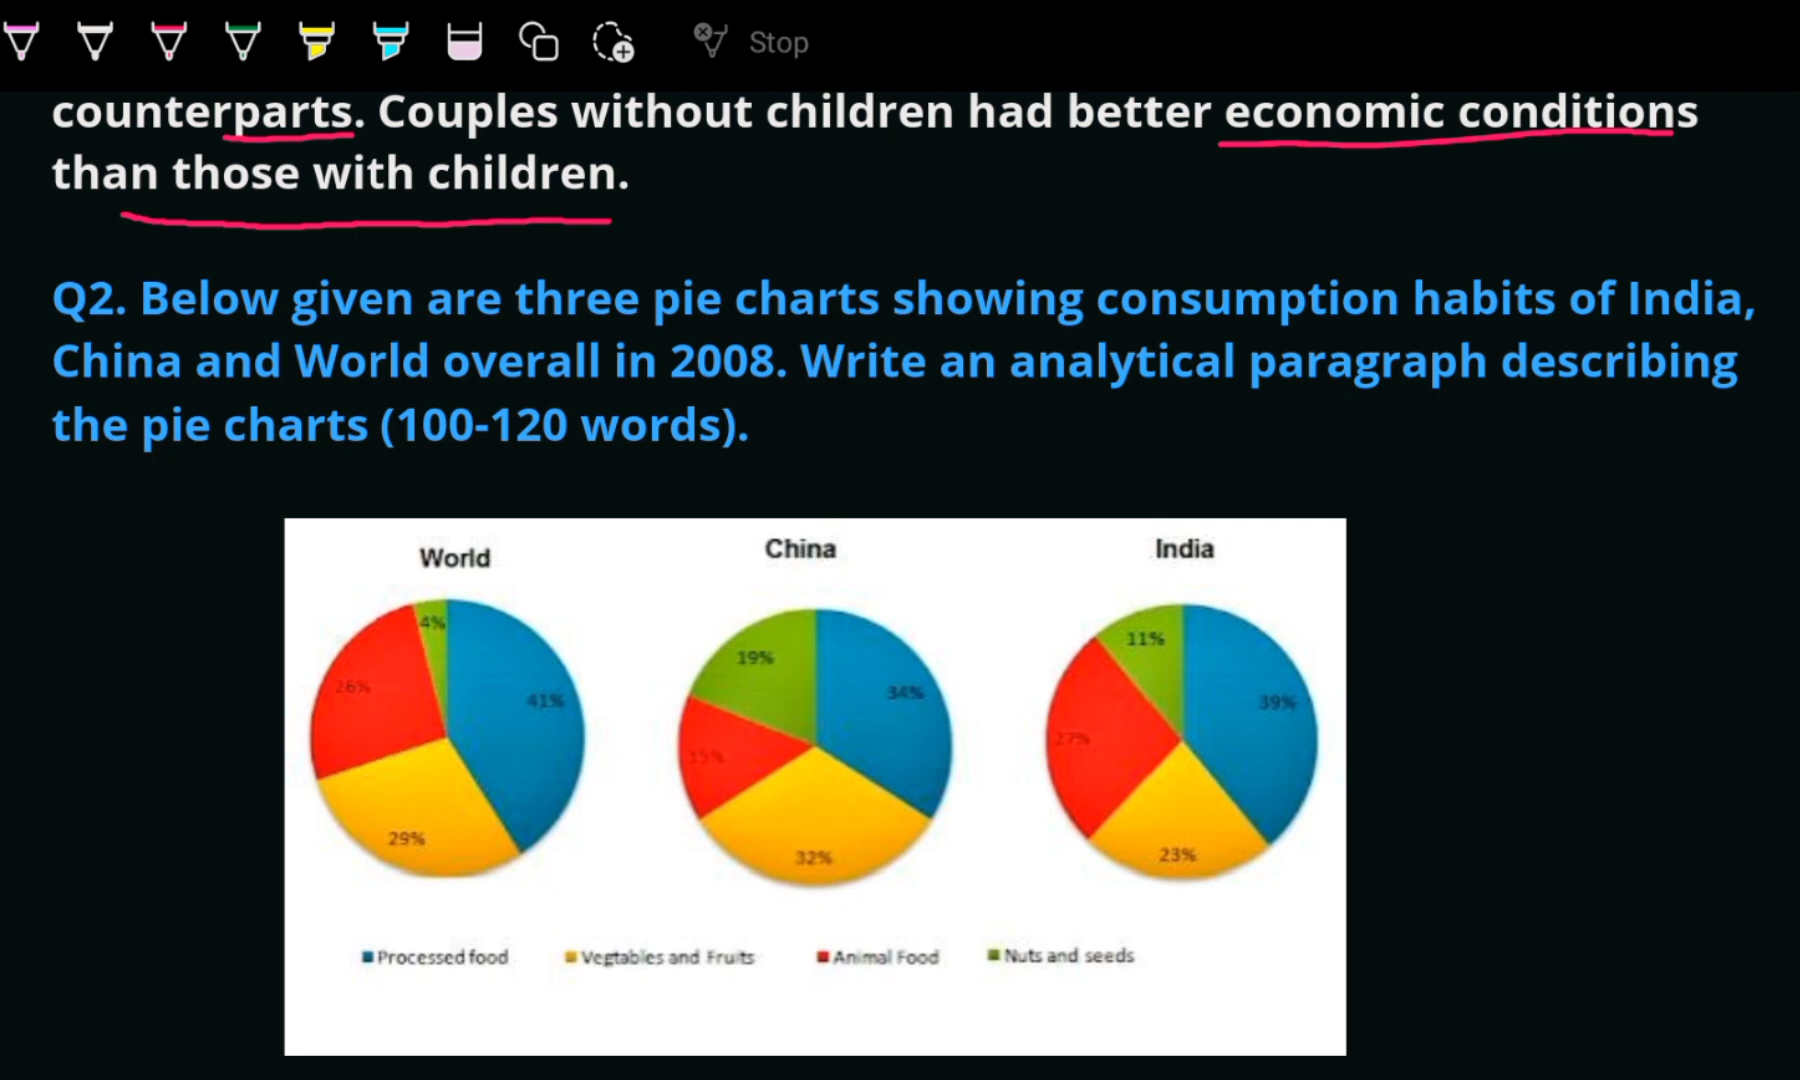 Stop
counterparts. Couples without children had better economic conditions
than those with children.
Q2. Below given are three pie charts showing consumption habits of India,
China and World overall in 2008. Write an analytical paragraph describing
the pie charts (100-120 words).
World
China
India
4%
26%
41%
29%
19%
34%
15%
32%
11%
39%
27%
23%
Processed food
Vegtables and Fruits
Animal Food
Nuts and seeds